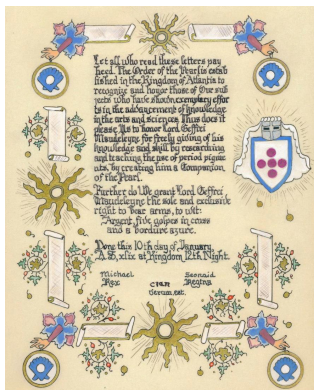 Let all who read these letters pay
heed. The Order of the Pearl is estab
lished in the Kingdom of Atlantis to
recognize and honor those of Our sub
jects who have shown exemplary effor
ts in the advancement of knowledge
in the arts and sciences. Thus does it
please Us to honor Lord Geffrei
Maudeleyne for freely giving of his
knowledge and skill by researching
and teaching the use of period pigme
nts, by creating him a Companion
of the Pearl.
Further do We grant Lord Geffrei
Maudeleyne the sole and exclusive
right to bear arms, to wit:
Argent, five golpes in cross
and a bordure azure.
Done this 10th day of January,
A.S. xlix at Kingdom 12th Night.
Michael
Rex
Seonaid
Regina
verum est.